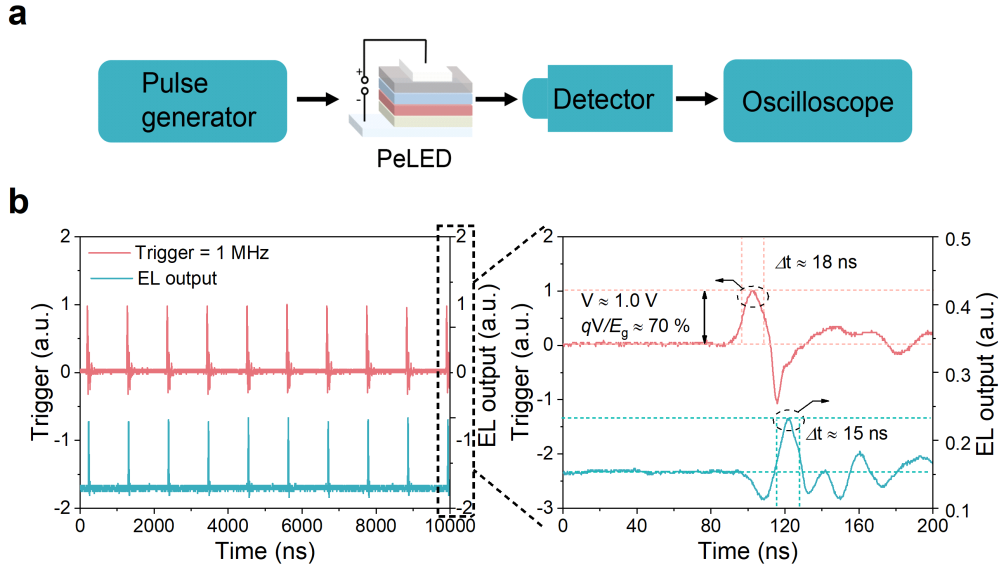 a
Pulse
generator
+
-
PeLED
Detector
Oscilloscope
b
2
1
0
-1
-2
Trigger (a.u.)
Trigger = 1 MHz
EL output
2
1
0
-1
-2
EL output (a.u.)
0 2000 4000 6000 8000 10000
Time (ns)
2
1
0
-1
-2
-3
Trigger (a.u.)
Δt ≈ 18 ns
V ≈ 1.0 V
qV/Eg ≈ 70 %
Δt ≈ 15 ns
0.5
0.4
0.3
0.2
0.1
EL output (a.u.)
0 40 80 120 160 200
Time (ns)